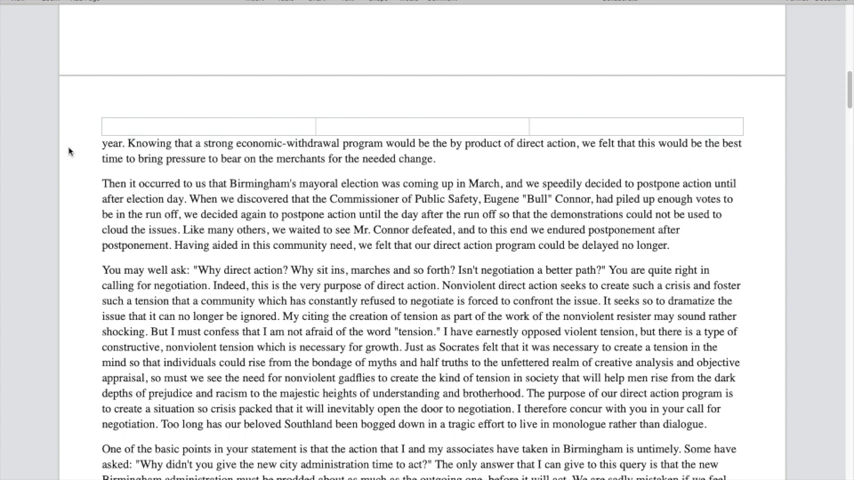 year. Knowing that a strong economic-withdrawal program would be the by product of direct action, we felt that this would be the best
time to bring pressure to bear on the merchants for the needed change.
Then it occurred to us that Birmingham's mayoral election was coming up in March, and we speedily decided to postpone action until
after election day. When we discovered that the Commissioner of Public Safety, Eugene "Bull" Connor, had piled up enough votes to
be in the run off, we decided again to postpone action until the day after the run off so that the demonstrations could not be used to
cloud the issues. Like many others, we waited to see Mr. Connor defeated, and to this end we endured postponement after
postponement. Having aided in this community need, we felt that our direct action program could be delayed no longer.
You may well ask: "Why direct action? Why sit ins, marches and so forth? Isn't negotiation a better path?" You are quite right in
calling for negotiation. Indeed, this is the very purpose of direct action. Nonviolent direct action seeks to create such a crisis and foster
such a tension that a community which has constantly refused to negotiate is forced to confront the issue. It seeks so to dramatize the
issue that it can no longer be ignored. My citing the creation of tension as part of the work of the nonviolent resister may sound rather
shocking. But I must confess that I am not afraid of the word "tension." I have earnestly opposed violent tension, but there is a type of
constructive, nonviolent tension which is necessary for growth. Just as Socrates felt that it was necessary to create a tension in the
mind so that individuals could rise from the bondage of myths and half truths to the unfettered realm of creative analysis and objective
appraisal, so must we see the need for nonviolent gadflies to create the kind of tension in society that will help men rise from the dark
depths of prejudice and racism to the majestic heights of understanding and brotherhood. The purpose of our direct action program is
to create a situation so crisis packed that it will inevitably open the door to negotiation. I therefore concur with you in your call for
negotiation. Too long has our beloved Southland been bogged down in a tragic effort to live in monologue rather than dialogue.
One of the basic points in your statement is that the action that I and my associates have taken in Birmingham is untimely. Some have
asked: "Why didn't you give the new city administration time to act?" The only answer that I can give to this query is that the new
Birmingham administration must be prodded about as much as the outgoing one, before it will act. We are sadly mistaken if we feel